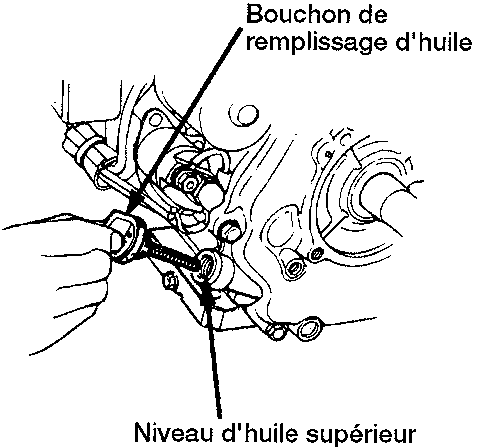 Bouchon de
remplissage d'huile
Niveau d'huile supérieur